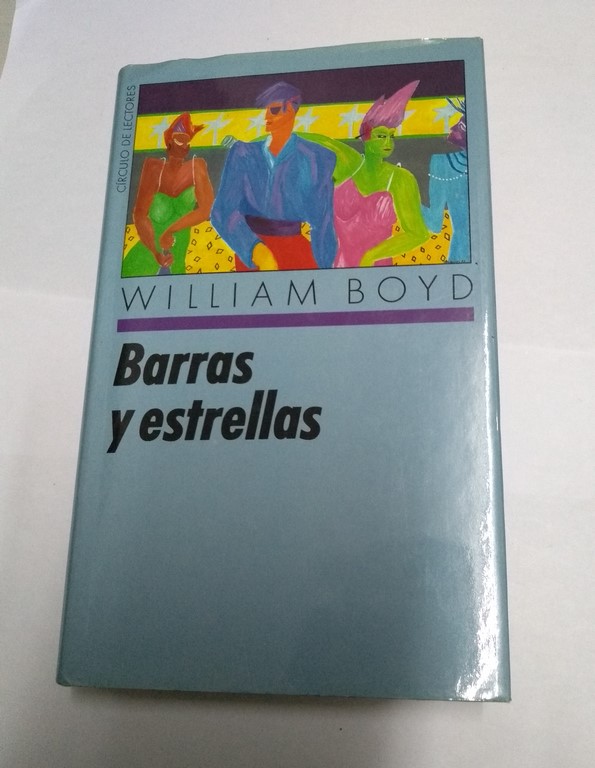 CÍRCULO DE LECTORES
WILLIAM BOYD
Barras
y estrellas